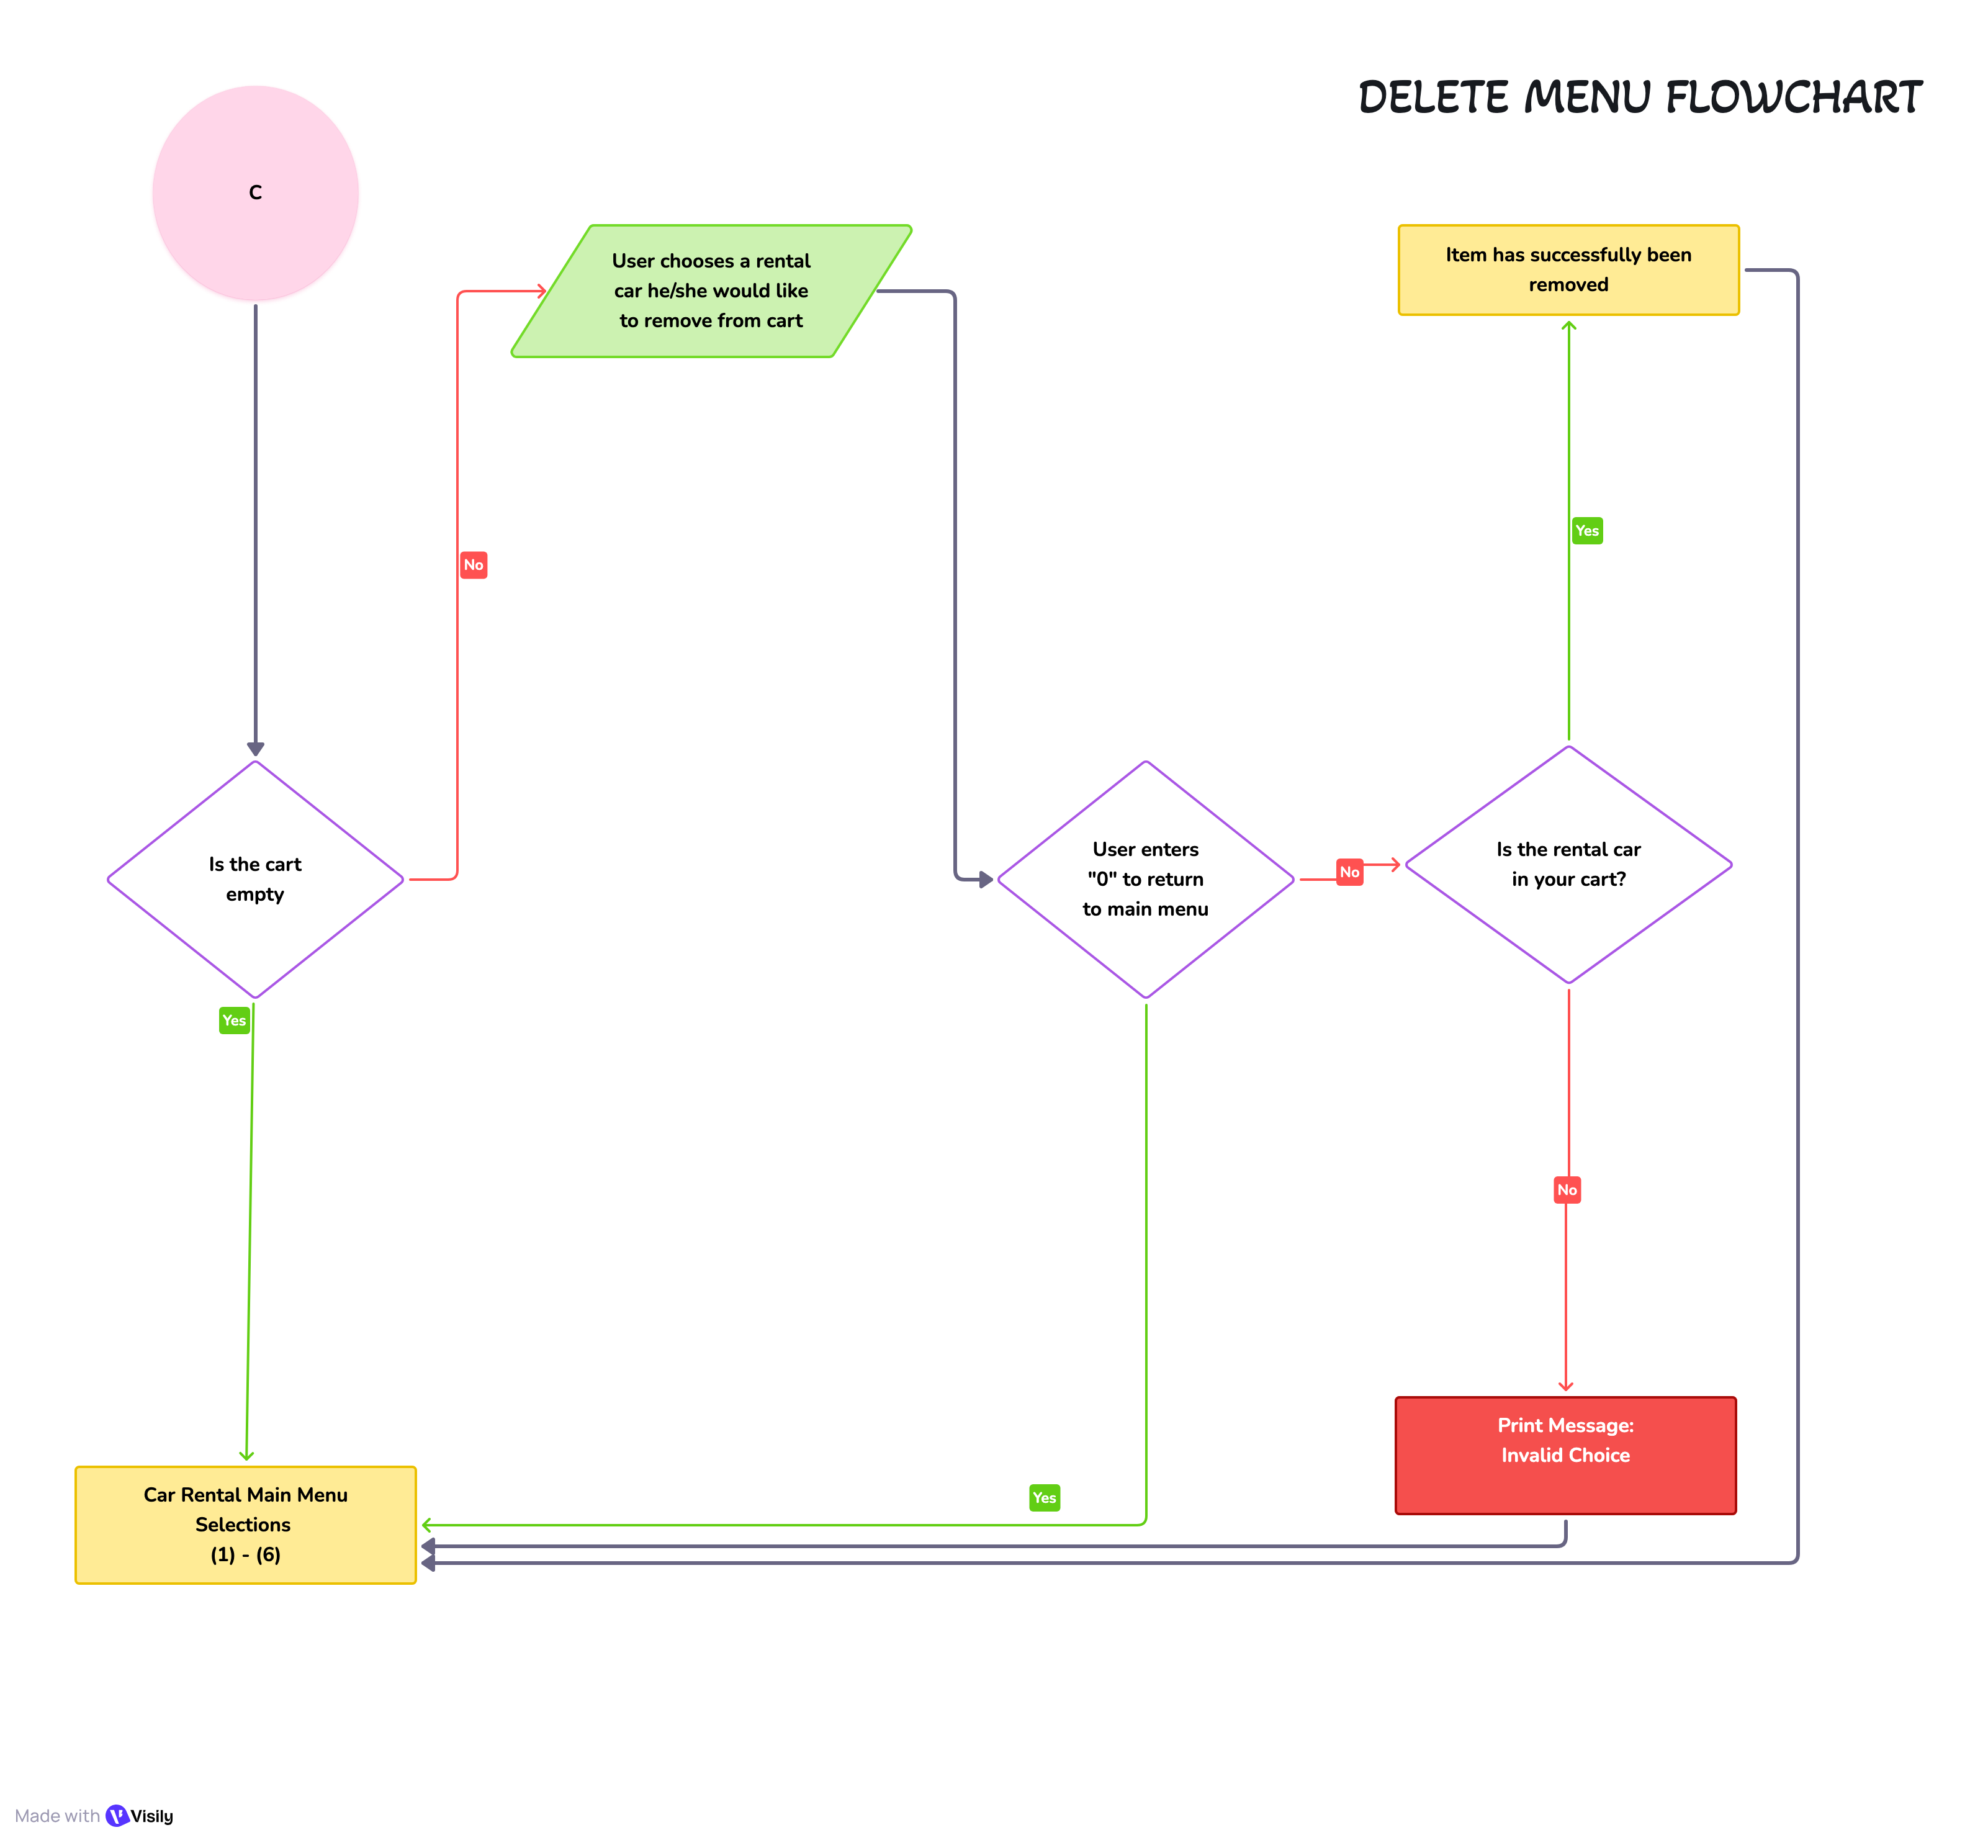 DELETE MENU FLOWCHART
C
User chooses a rental
car he/she would like
to remove from cart
Item has successfully been
removed
No
Yes
Is the cart
empty
User enters
"0" to return
to main menu
No
Is the rental car
in your cart?
Yes
No
Print Message:
Invalid Choice
Car Rental Main Menu
Selections
(1) - (6)
Yes
Made with Visily